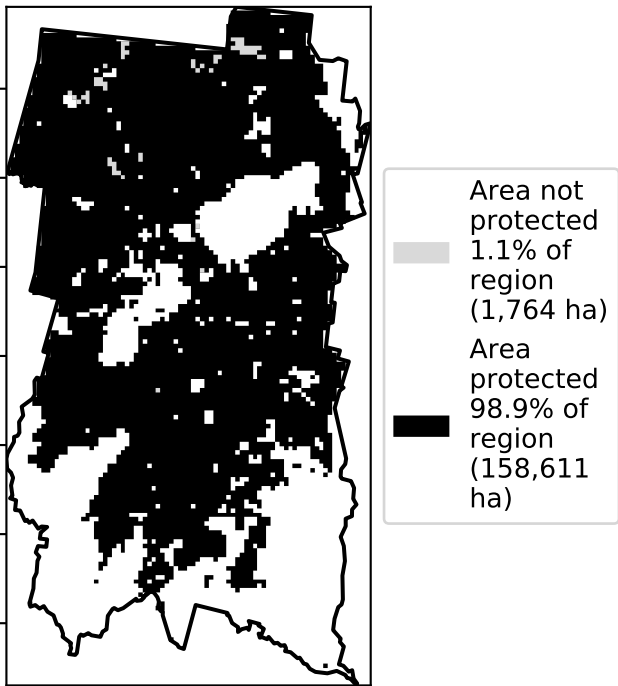 Area not
protected
1.1% of
region
(1,764 ha)
Area
protected
98.9% of
region
(158,611
ha)